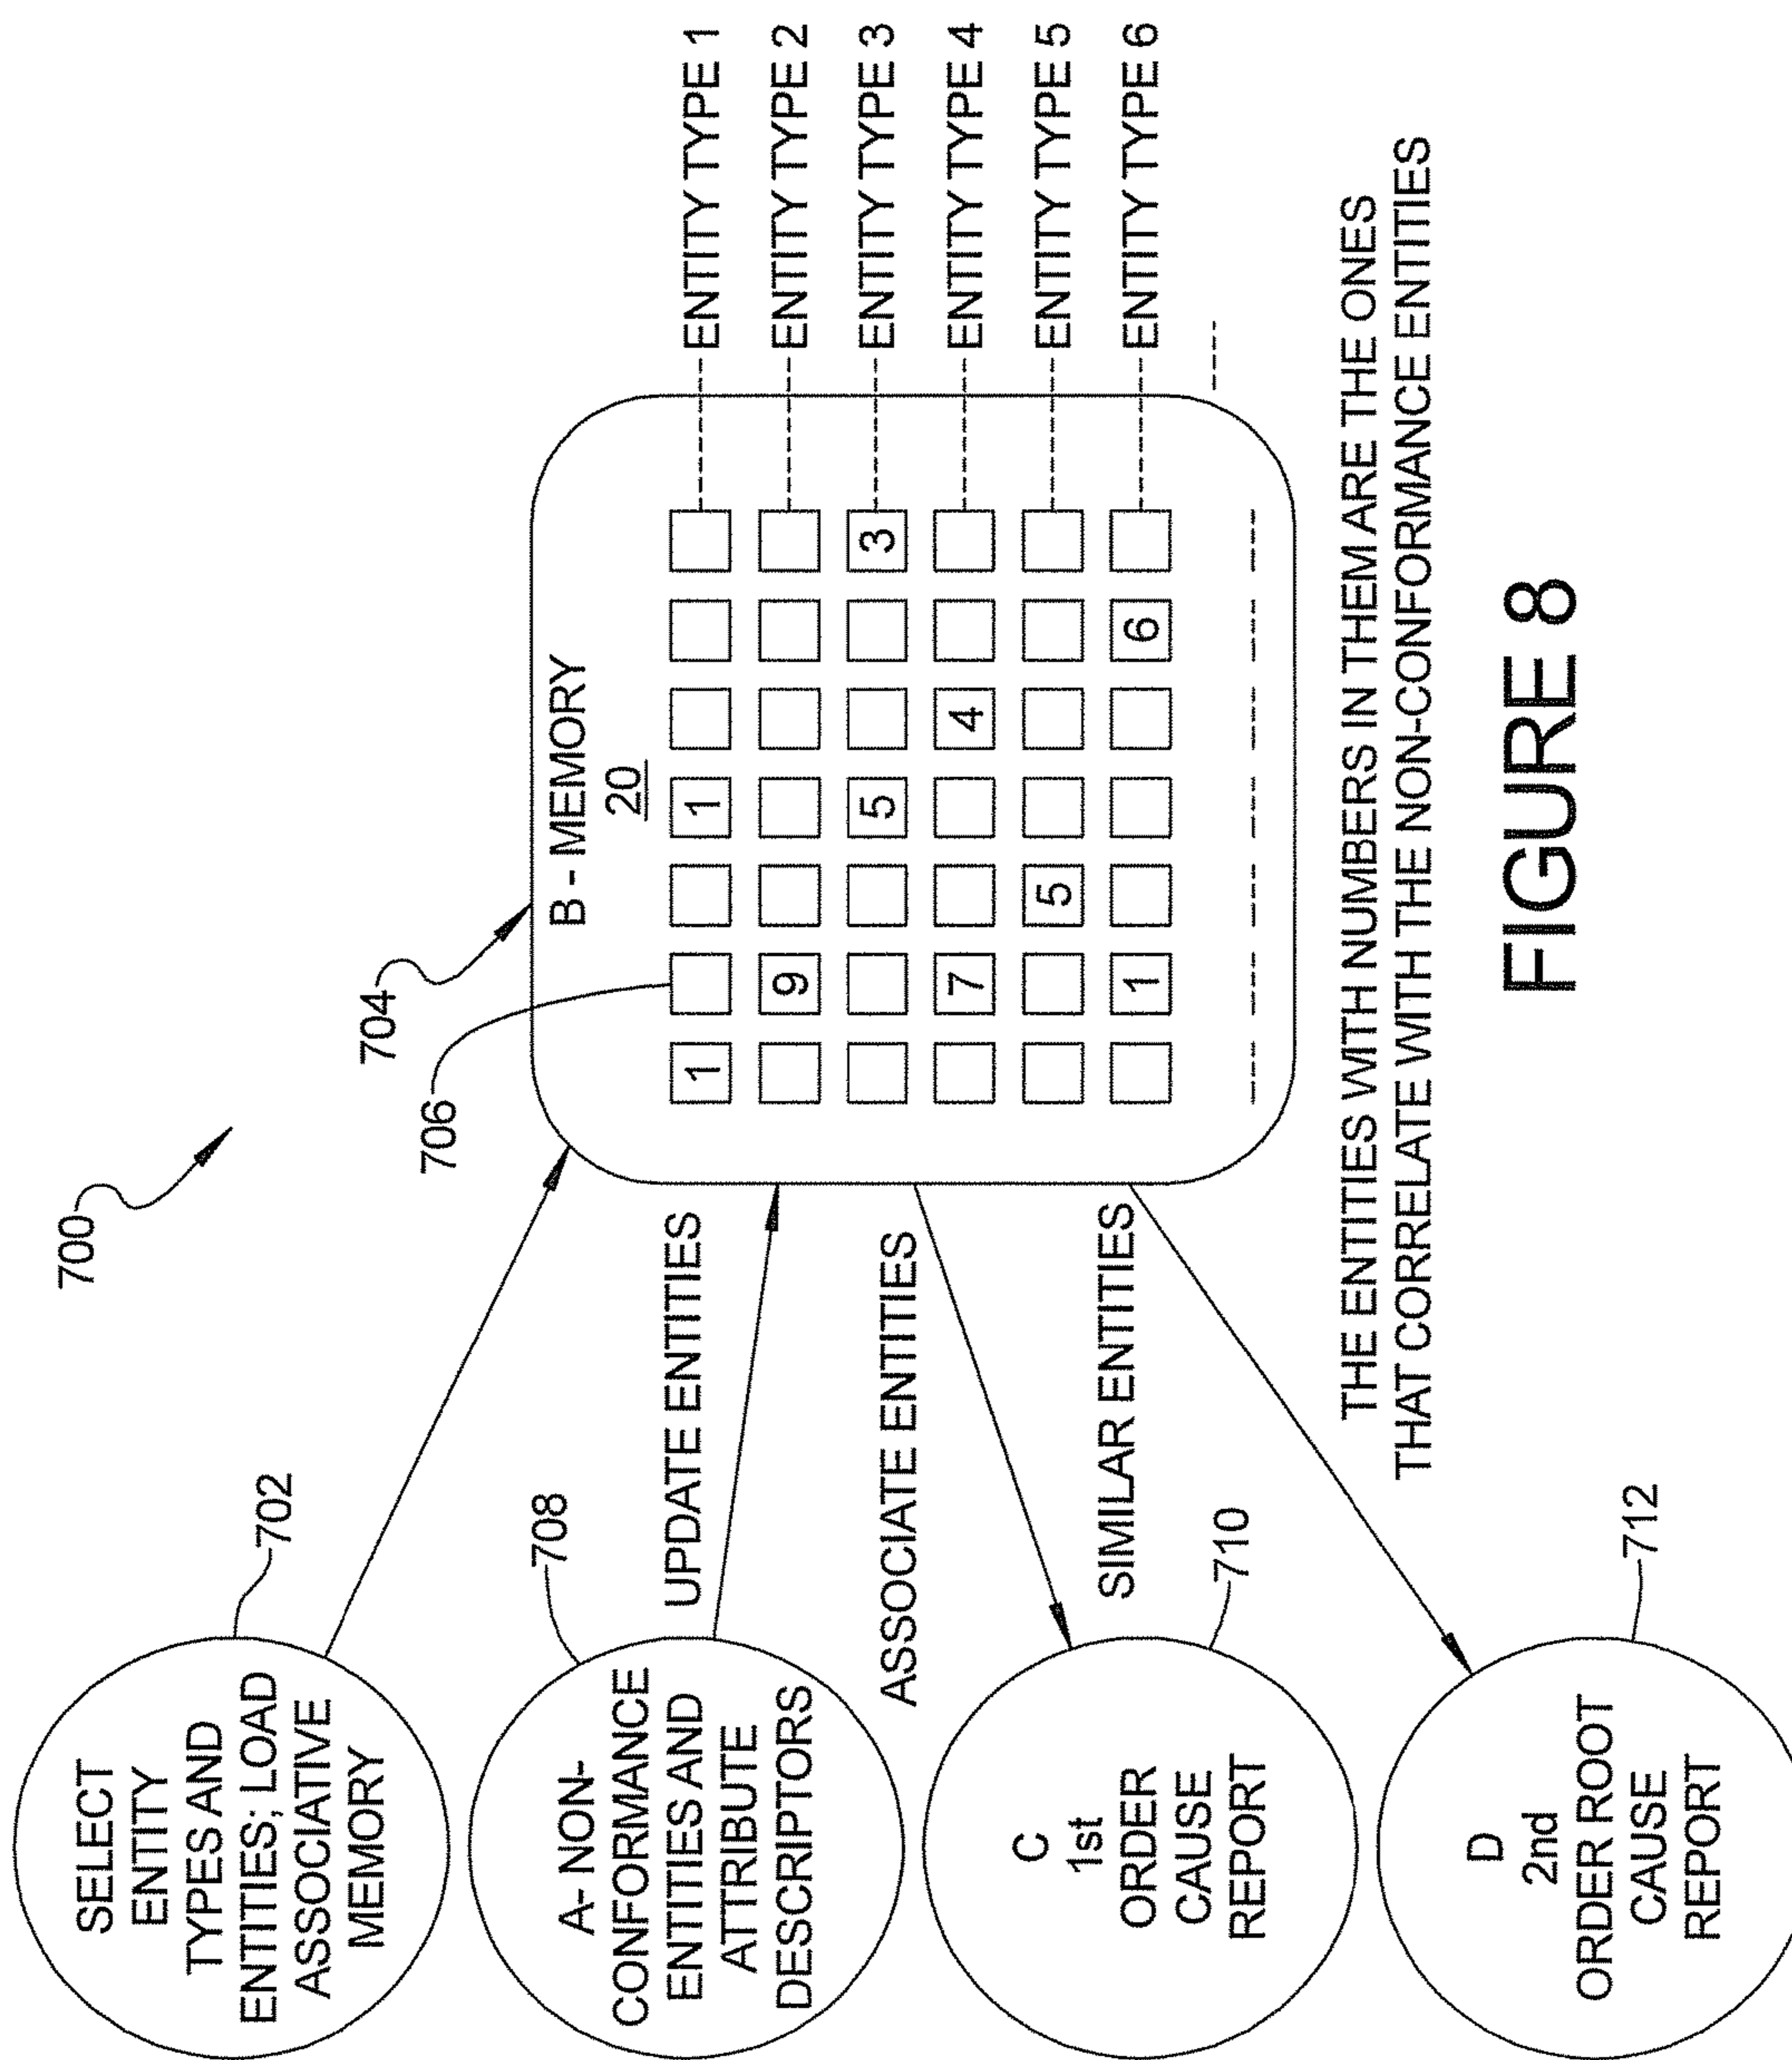 700
SELECT
ENTITY
TYPES AND
ENTITIES; LOAD
ASSOCIATIVE
MEMORY
702
A- NON-
CONFORMANCE
ENTITIES AND
ATTRIBUTE
DESCRIPTORS
708
UPDATE ENTITIES
C
1st
ORDER
CAUSE
REPORT
710
ASSOCIATE ENTITIES
D
2nd
ORDER ROOT
CAUSE
REPORT
712
SIMILAR ENTITIES
704
706
B - MEMORY
20
1 1 ENTITY TYPE 1
9 ENTITY TYPE 2
5 3 ENTITY TYPE 3
7 4 ENTITY TYPE 4
5 ENTITY TYPE 5
1 6 ENTITY TYPE 6
THE ENTITIES WITH NUMBERS IN THEM ARE THE ONES
THAT CORRELATE WITH THE NON-CONFORMANCE ENTITIES
FIGURE 8